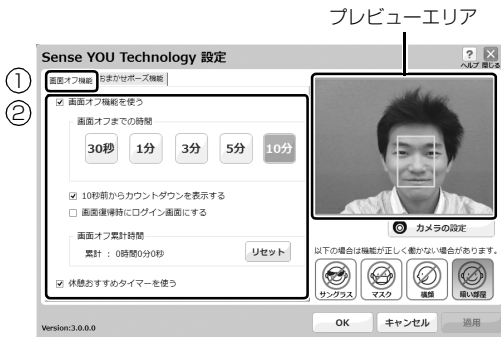 プレビューエリア
Sense YOU Technology 設定
ヘルプ 閉じる
①
画面オフ機能 おまかせポーズ機能
②
画面オフ機能を使う
画面オフまでの時間
30秒 1分 3分 5分 10分
10秒前からカウントダウンを表示する
画面復帰時にログイン画面にする
画面オフ累計時間
累計 : 0時間0分0秒 リセット
休憩おすすめタイマーを使う
カメラの設定
以下の場合は機能が正しく働かない場合があります。
サングラス マスク 横顔 暗い部屋
Version:3.0.0.0
OK キャンセル 適用